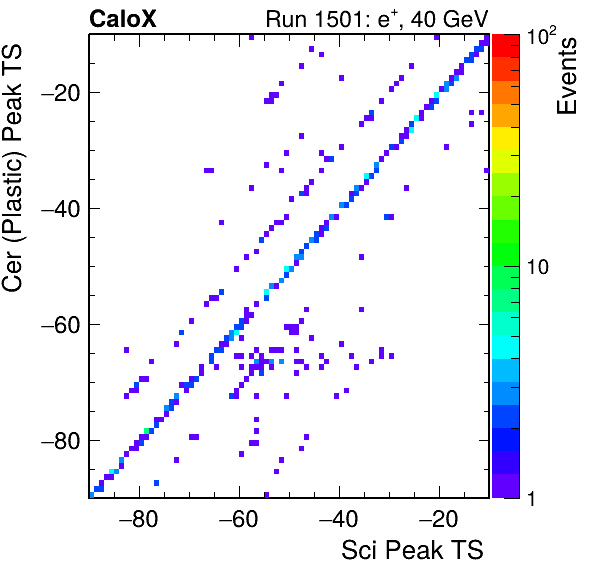 CaloX
Run 1501: e⁺, 40 GeV
Cer (Plastic) Peak TS
−20
−40
−60
−80
−80
−60
−40
−20
Sci Peak TS
10²
10
1
Events